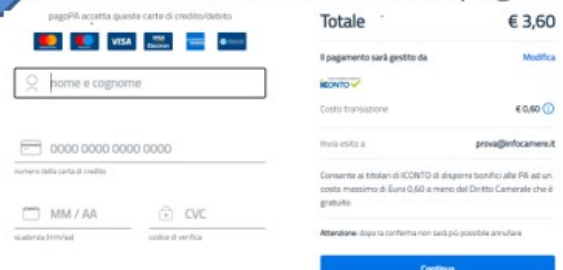 pagoPA accetta queste carte di credito/debito
VISA
VISA
Electron
nome e cognome
0000 0000 0000 0000
numero della carta di credito
MM / AA
CVC
scadenza (mm/aa)
codice di verifica
Totale € 3,60
Il pagamento sarà gestito da Modifica
ICONTO
Costo transazione € 0,60
Invia esito a prova@infocamere.it
Consente ai titolari di ICONTO di disporre bonifici alle PA ad un
costo massimo di Euro 0,60 a meno del Diritto Camerale che è
gratuito
Attenzione: dopo la conferma non sarà più possibile annullare
Continua